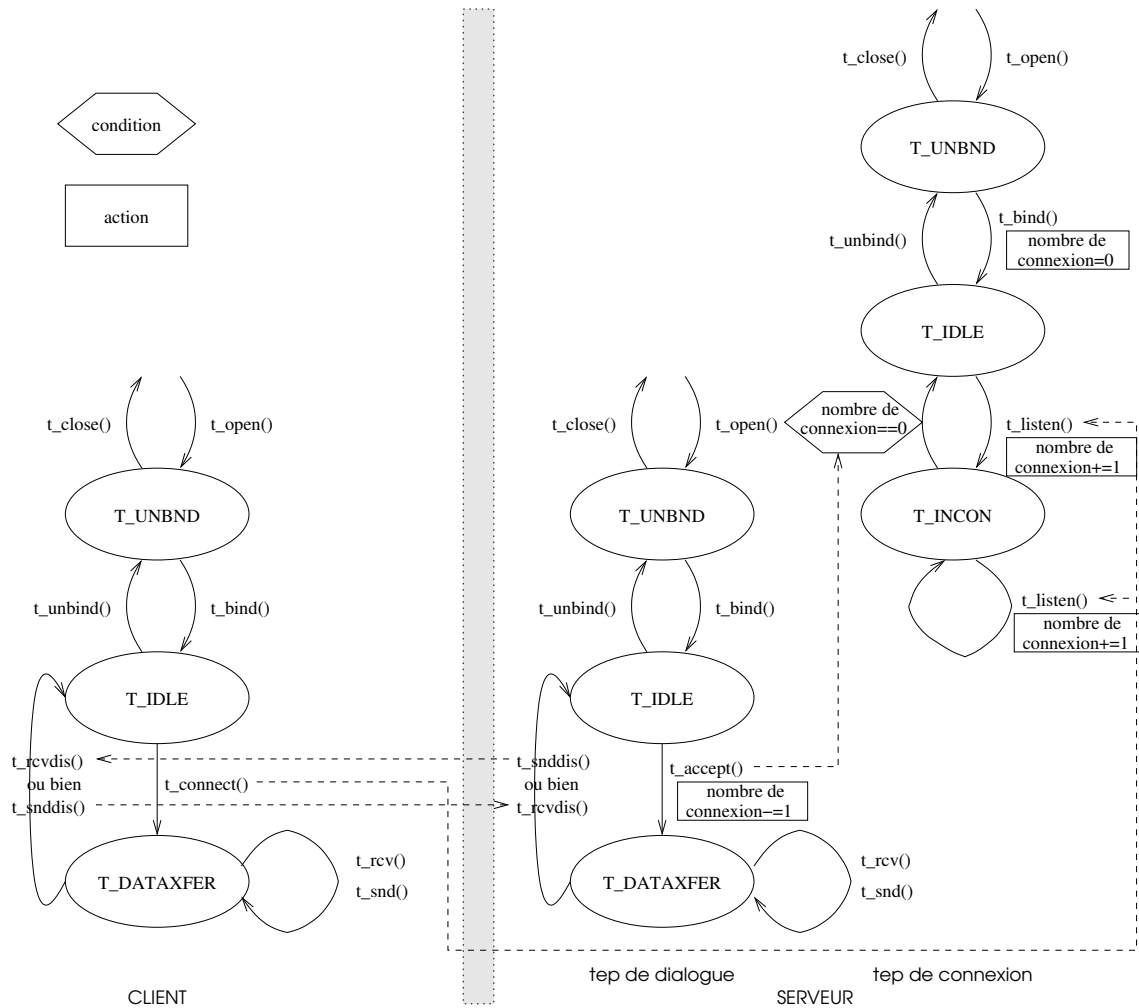 t_close()
t_open()
condition
T_UNBND
action
t_bind()
t_unbind()
nombre de
connexion=0
T_IDLE
t_close()
t_open()
t_close()
t_open()
nombre de
connexion==0
t_listen()
nombre de
connexion+=1
T_UNBND
T_UNBND
T_INCON
t_unbind()
t_bind()
t_unbind()
t_bind()
t_listen()
nombre de
connexion+=1
T_IDLE
T_IDLE
t_rcvdis()
ou bien
t_snddis()
t_connect()
t_snddis()
ou bien
t_rcvdis()
t_accept()
nombre de
connexion−=1
T_DATAXFER
t_rcv()
t_snd()
T_DATAXFER
t_rcv()
t_snd()
tep de dialogue
tep de connexion
CLIENT
SERVEUR